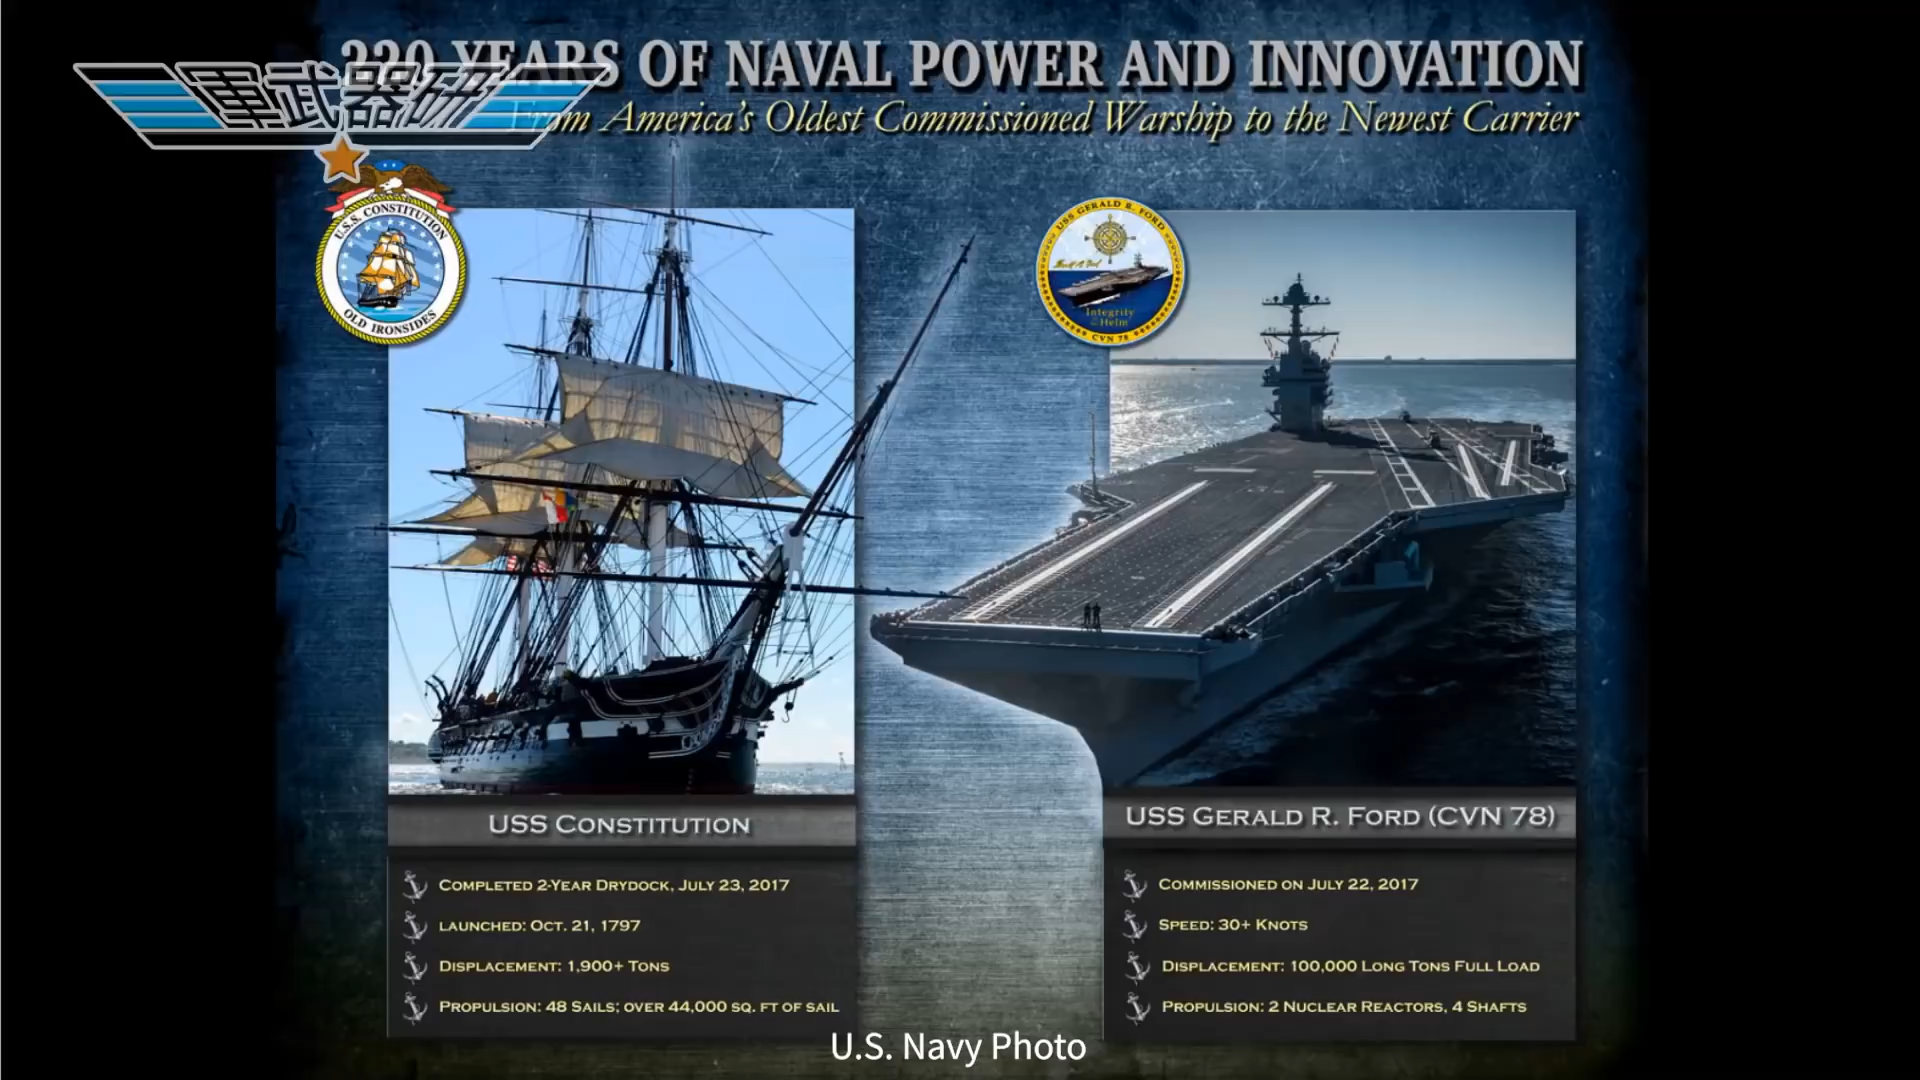 220 YEARS OF NAVAL POWER AND INNOVATION
From America's Oldest Commissioned Warship to the Newest Carrier
軍武器研
U.S.S. CONSTITUTION
OLD IRONSIDES
USS GERALD R. FORD
Integrity
Helm
CVN 78
USS CONSTITUTION
COMPLETED 2-YEAR DRYDOCK, JULY 23, 2017
LAUNCHED: OCT. 21, 1797
DISPLACEMENT: 1,900+ TONS
PROPULSION: 48 SAILS; OVER 44,000 SQ. FT OF SAIL
USS GERALD R. FORD (CVN 78)
COMMISSIONED ON JULY 22, 2017
SPEED: 30+ KNOTS
DISPLACEMENT: 100,000 LONG TONS FULL LOAD
PROPULSION: 2 NUCLEAR REACTORS, 4 SHAFTS
U.S. Navy Photo